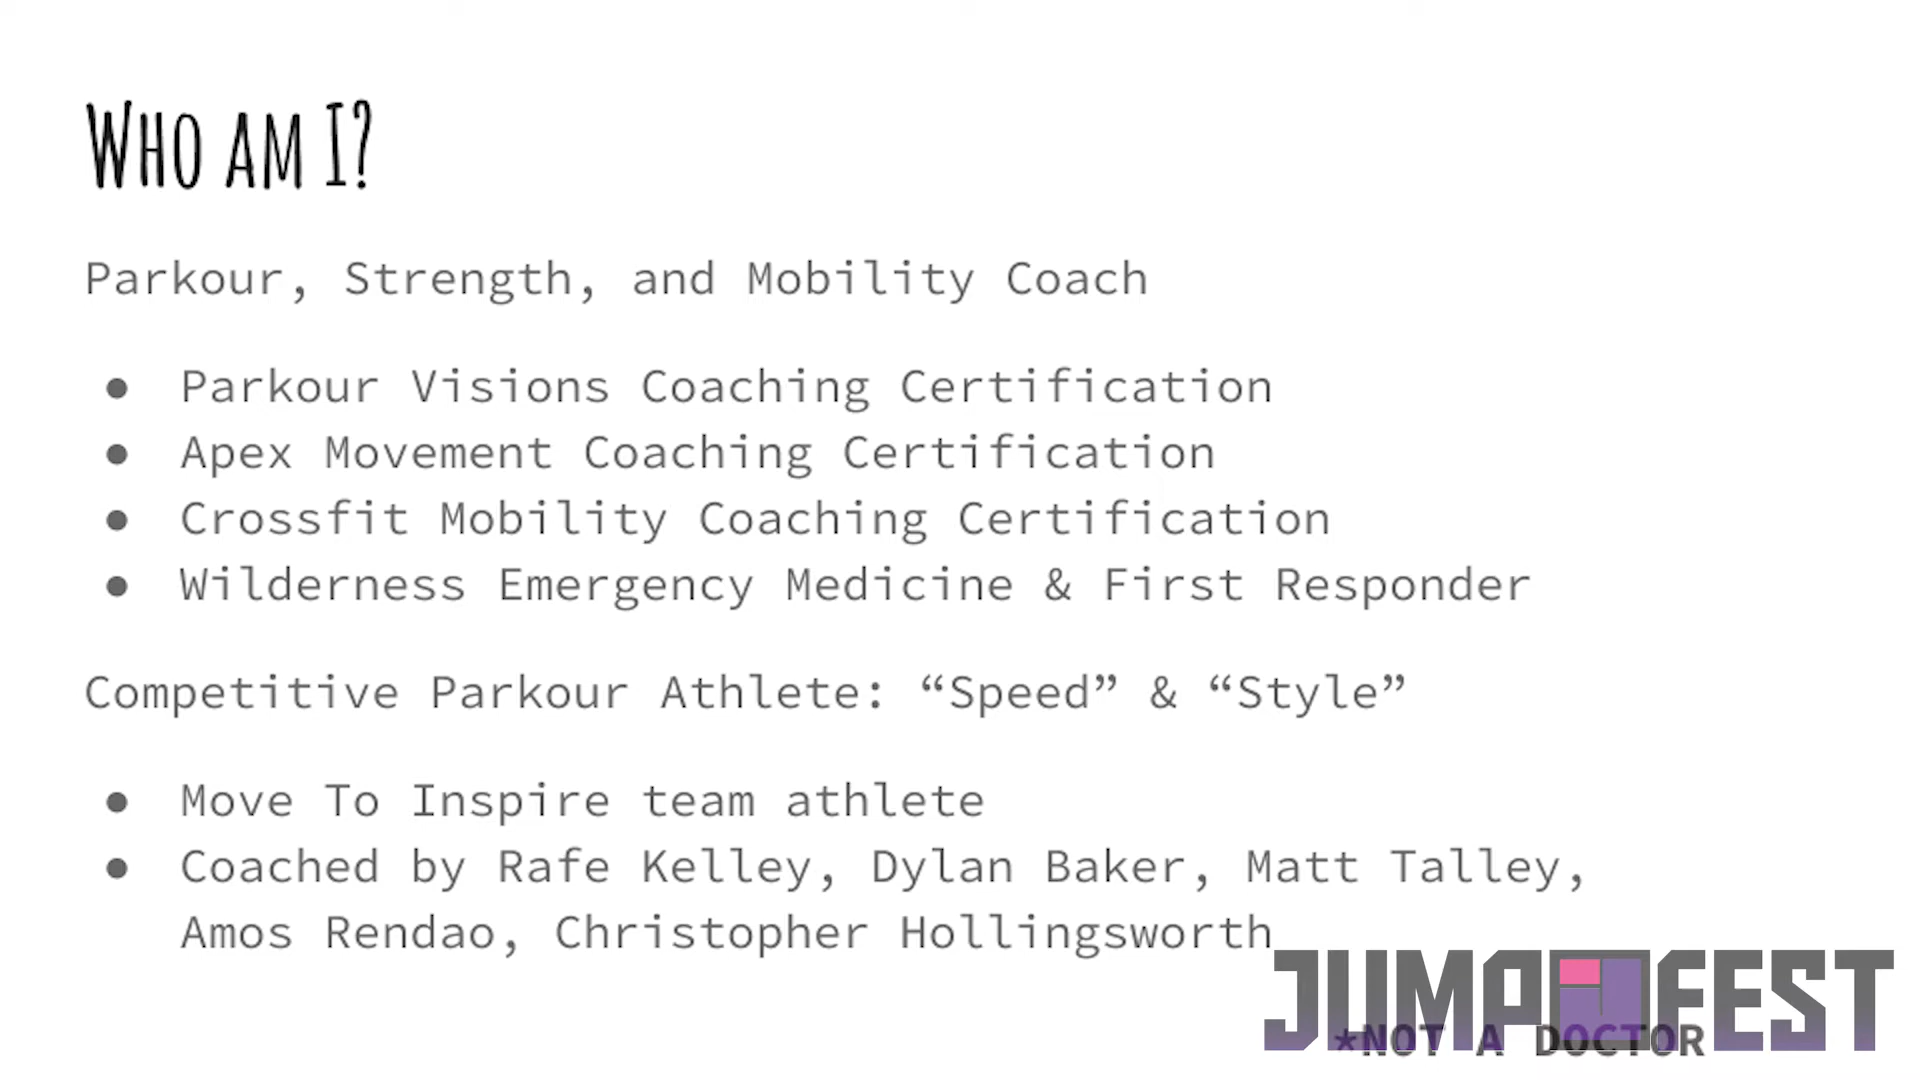 Who am I?
Parkour, Strength, and Mobility Coach
● Parkour Visions Coaching Certification
● Apex Movement Coaching Certification
● Crossfit Mobility Coaching Certification
● Wilderness Emergency Medicine & First Responder
Competitive Parkour Athlete: “Speed” & “Style”
● Move To Inspire team athlete
● Coached by Rafe Kelley, Dylan Baker, Matt Talley,
Amos Rendao, Christopher Hollingsworth
JUMP FEST
*NOT A DOCTOR